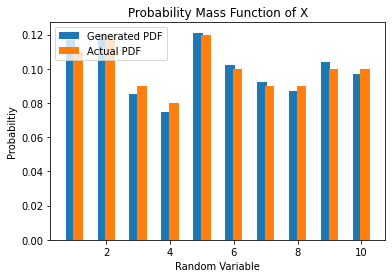 Probability Mass Function of X
Generated PDF
Actual PDF
0.12
0.10
0.08
0.06
0.04
0.02
0.00
Probabiltiy
2 4 6 8 10
Random Variable